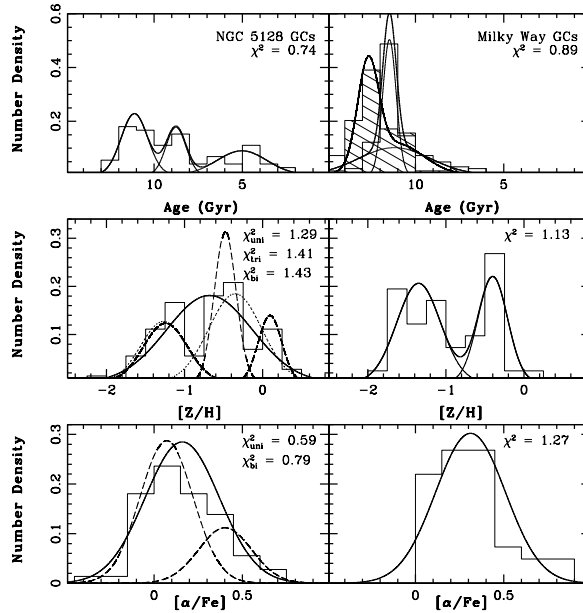 NGC 5128 GCs
χ² = 0.74
Milky Way GCs
χ² = 0.89
Number Density
0.6
0.4
0.2
10
5
10
5
Age (Gyr)
Age (Gyr)
χ²uni = 1.29
χ²tri = 1.41
χ²bi = 1.43
χ² = 1.13
Number Density
0.3
0.2
0.1
-2
-1
0
-2
-1
0
[Z/H]
[Z/H]
χ²uni = 0.59
χ²bi = 0.79
χ² = 1.27
Number Density
0.3
0.2
0.1
0
0
0.5
0
0.5
[α/Fe]
[α/Fe]